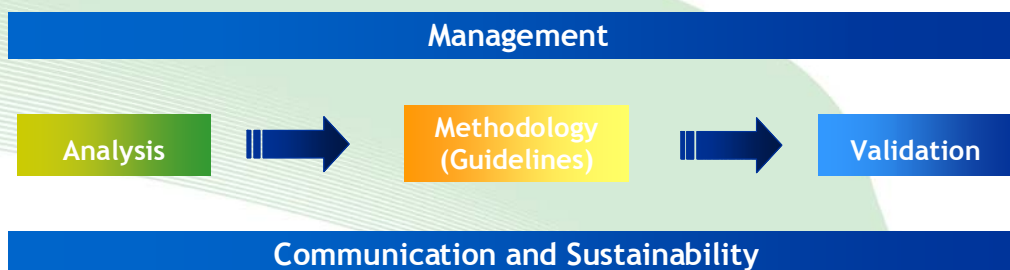 Management
Analysis
Methodology
(Guidelines)
Validation
Communication and Sustainability